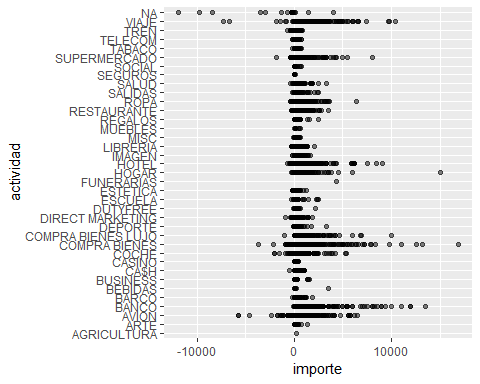 NA
VIAJE
TREN
TELECOM
TABACO
SUPERMERCADO
SOCIAL
SEGUROS
SALUD
SALIDAS
ROPA
RESTAURANTE
REGALOS
MUEBLES
MISC
LIBRERIA
IMAGEN
HOTEL
HOGAR
FUNERARIAS
ESTETICA
ESCUELA
DUTYFREE
DIRECT MARKETING
DEPORTE
COMPRA BIENES LUJO
COMPRA BIENES
COCHE
CASINO
CA$H
BUSINESS
BEBIDAS
BARCO
BANCO
AVION
ARTE
AGRICULTURA
actividad
-10000 0 10000
importe